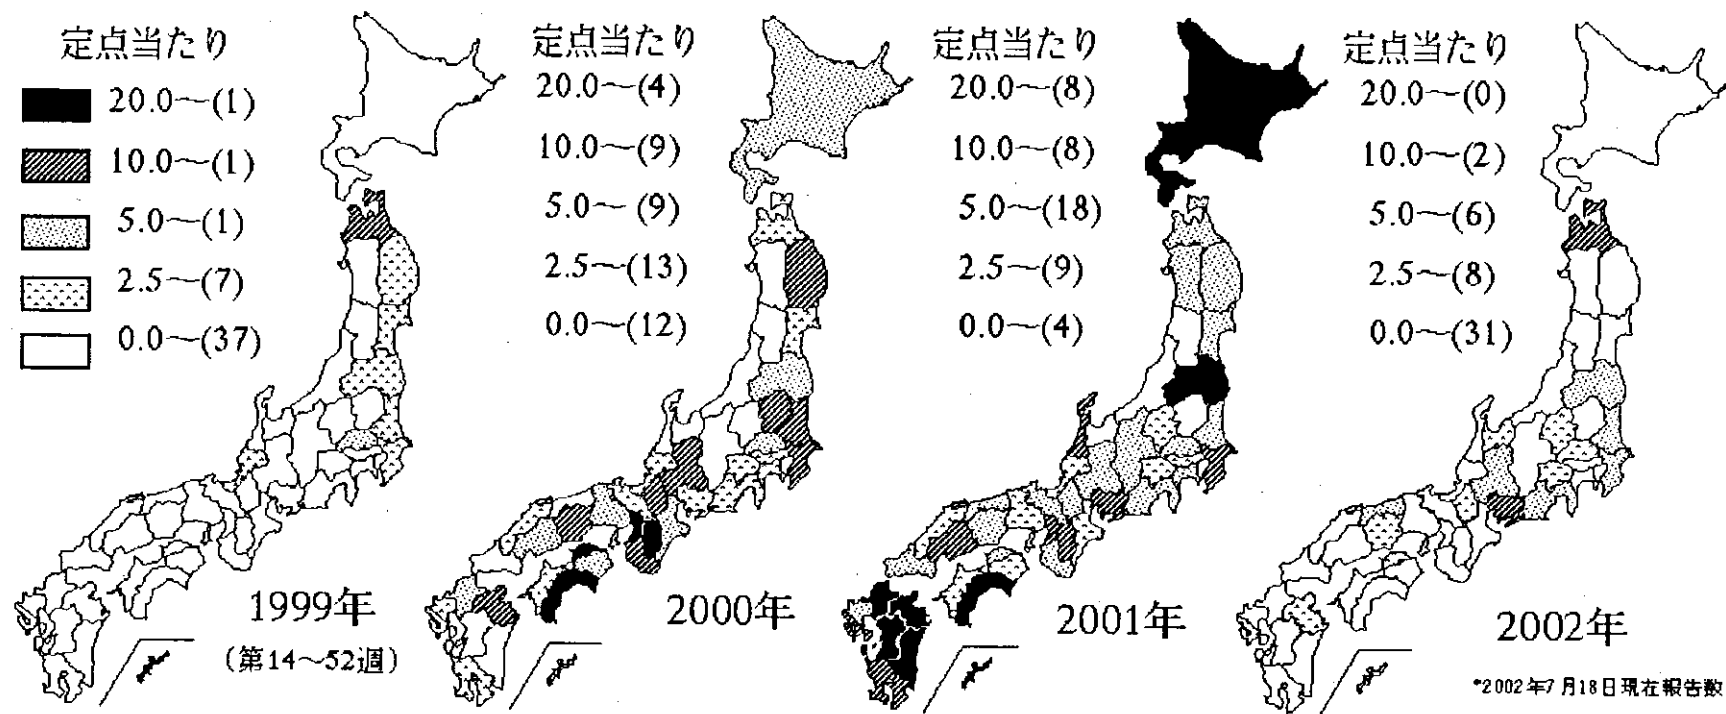 定点当たり
20.0～(1)
10.0～(1)
5.0～(1)
2.5～(7)
0.0～(37)
1999年
(第14～52週)
定点当たり
20.0～(4)
10.0～(9)
5.0～(9)
2.5～(13)
0.0～(12)
2000年
定点当たり
20.0～(8)
10.0～(8)
5.0～(18)
2.5～(9)
0.0～(4)
2001年
定点当たり
20.0～(0)
10.0～(2)
5.0～(6)
2.5～(8)
0.0～(31)
2002年
*2002年7月18日現在報告数